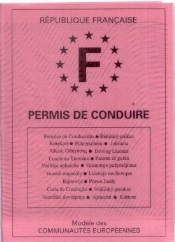 RÉPUBLIQUE FRANÇAISE
F
PERMIS DE CONDUIRE
Permiso de Conducción • Řidičský průkaz
Kørekort • Führerschein • Juhiluba
Άδεια Οδήγησης • Driving Licence
Ceadúnas Tiomána • Patente di guida
Vadītāja apliecība • Vairuotojo pažymėjimas
Vezetői engedély • Liċenzja tas-Sewqan
Rijbewijs • Prawo Jazdy
Carta de Condução • Vodičský preukaz
Vozniško dovoljenje • Ajokortti • Körkort
Modèle des
COMMUNAUTÉS EUROPÉENNES